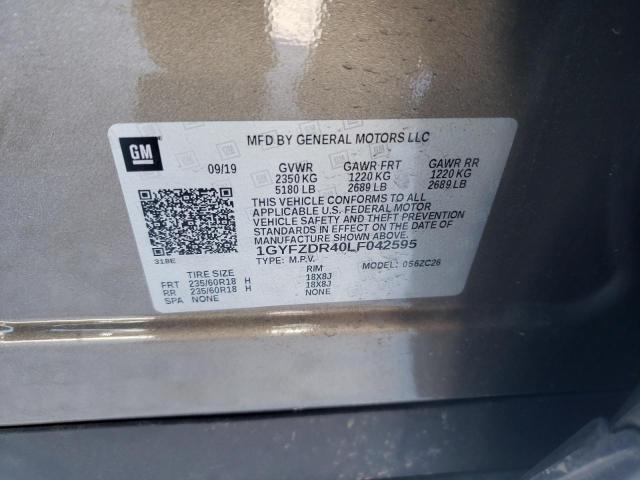 GM
MFD BY GENERAL MOTORS LLC
09/19 GVWR GAWR FRT GAWR RR
2350 KG 1220 KG 1220 KG
5180 LB 2689 LB 2689 LB
THIS VEHICLE CONFORMS TO ALL
APPLICABLE U.S. FEDERAL MOTOR
VEHICLE SAFETY AND THEFT PREVENTION
STANDARDS IN EFFECT ON THE DATE OF
MANUFACTURE SHOWN ABOVE.
1GYFZDR40LF042595
318E TYPE: M.P.V. MODEL: 056ZC26
TIRE SIZE RIM
FRT 235/60R18 H 18X8J
RR 235/60R18 H 18X8J
SPA NONE NONE